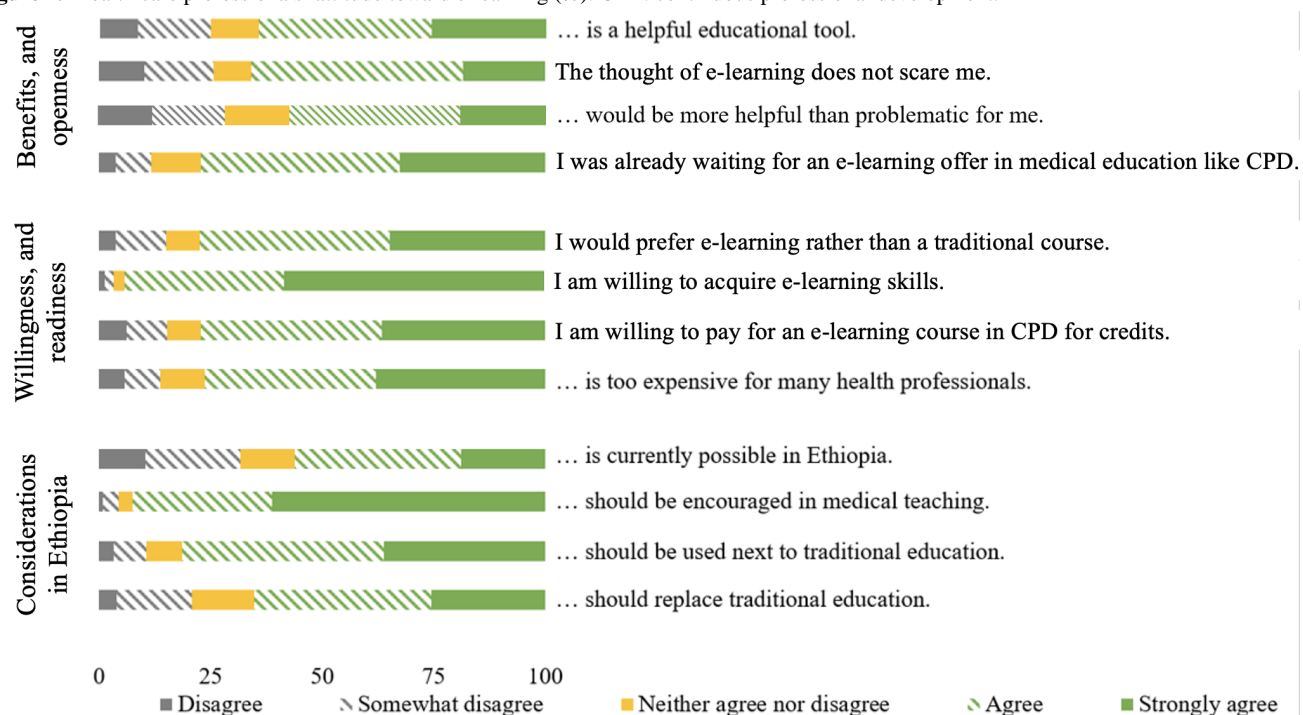 Benefits, and
openness
… is a helpful educational tool.
The thought of e-learning does not scare me.
… would be more helpful than problematic for me.
I was already waiting for an e-learning offer in medical education like CPD.
Willingness, and
readiness
I would prefer e-learning rather than a traditional course.
I am willing to acquire e-learning skills.
I am willing to pay for an e-learning course in CPD for credits.
… is too expensive for many health professionals.
Considerations
in Ethiopia
… is currently possible in Ethiopia.
… should be encouraged in medical teaching.
… should be used next to traditional education.
… should replace traditional education.
0 25 50 75 100
Disagree Somewhat disagree Neither agree nor disagree Agree Strongly agree